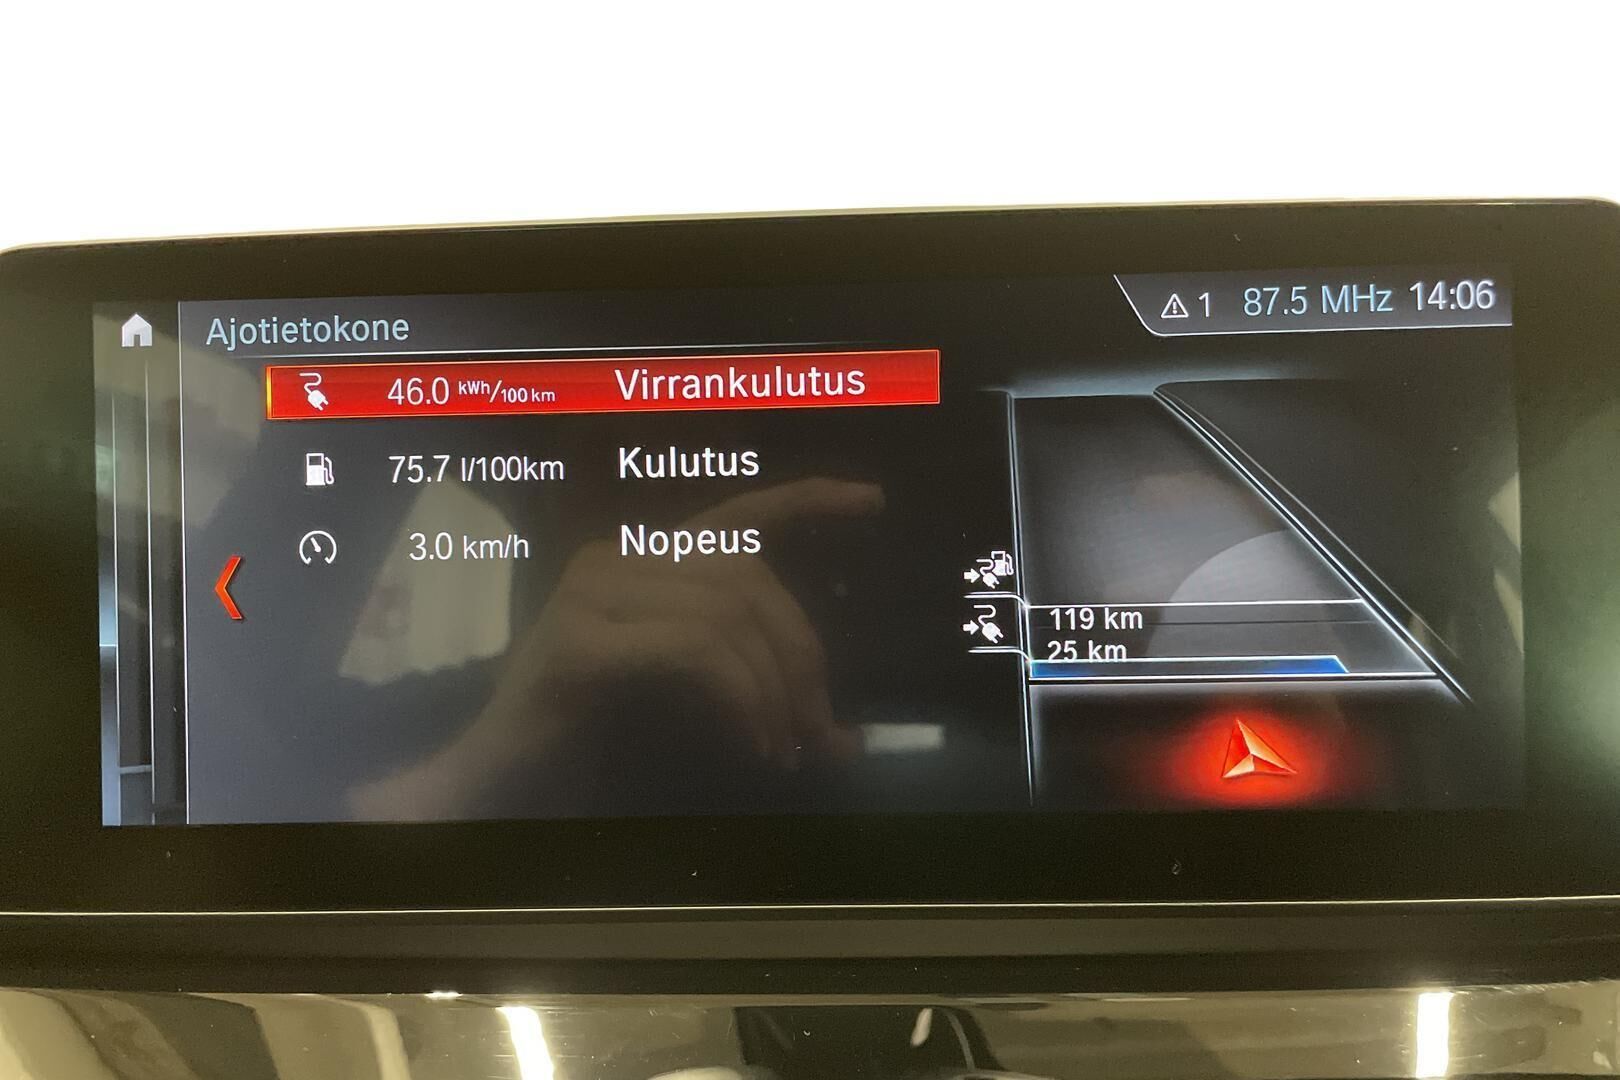 Ajotietokone
1 87.5 MHz 14:06
46.0 kWh/100 km Virrankulutus
75.7 l/100km Kulutus
3.0 km/h Nopeus
119 km
25 km